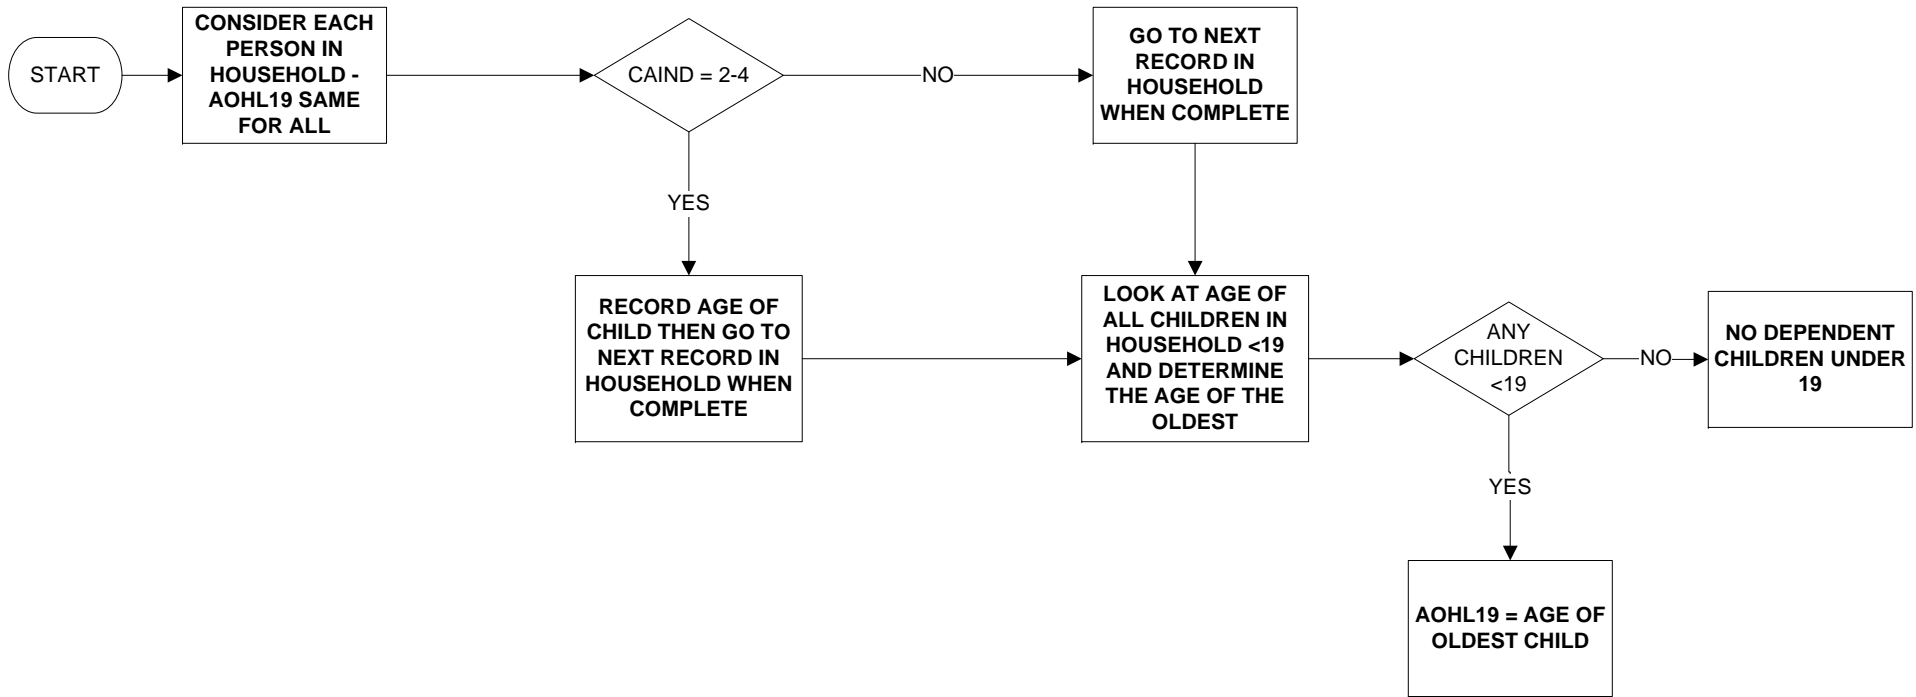 START
CONSIDER EACH
PERSON IN
HOUSEHOLD -
AOHL19 SAME
FOR ALL
CAIND = 2-4
NO
GO TO NEXT
RECORD IN
HOUSEHOLD
WHEN COMPLETE
YES
RECORD AGE OF
CHILD THEN GO TO
NEXT RECORD IN
HOUSEHOLD WHEN
COMPLETE
LOOK AT AGE OF
ALL CHILDREN IN
HOUSEHOLD <19
AND DETERMINE
THE AGE OF THE
OLDEST
ANY
CHILDREN
<19
NO
NO DEPENDENT
CHILDREN UNDER
19
YES
AOHL19 = AGE OF
OLDEST CHILD